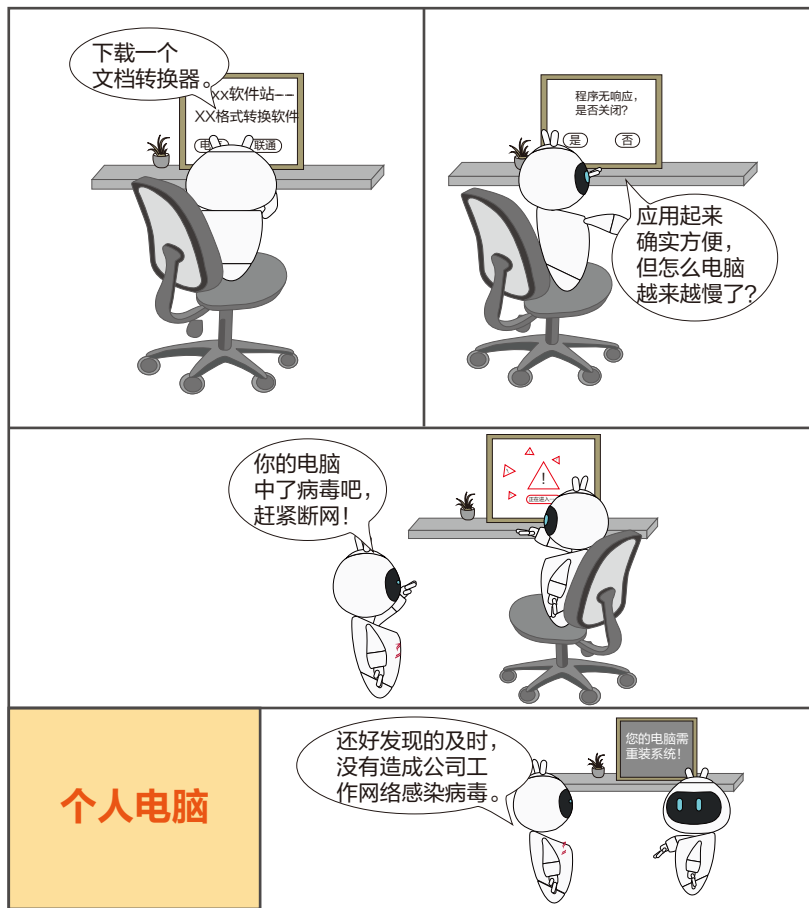 下载一个
文档转换器。
xx软件站--
XX格式转换软件
联通
程序无响应，
是否关闭？
是
否
应用起来
确实方便，
但怎么电脑
越来越慢了？
你的电脑
中了病毒吧，
赶紧断网！
!
个人电脑
还好发现的及时，
没有造成公司工
作网络感染病毒。
您的电脑需
重装系统！